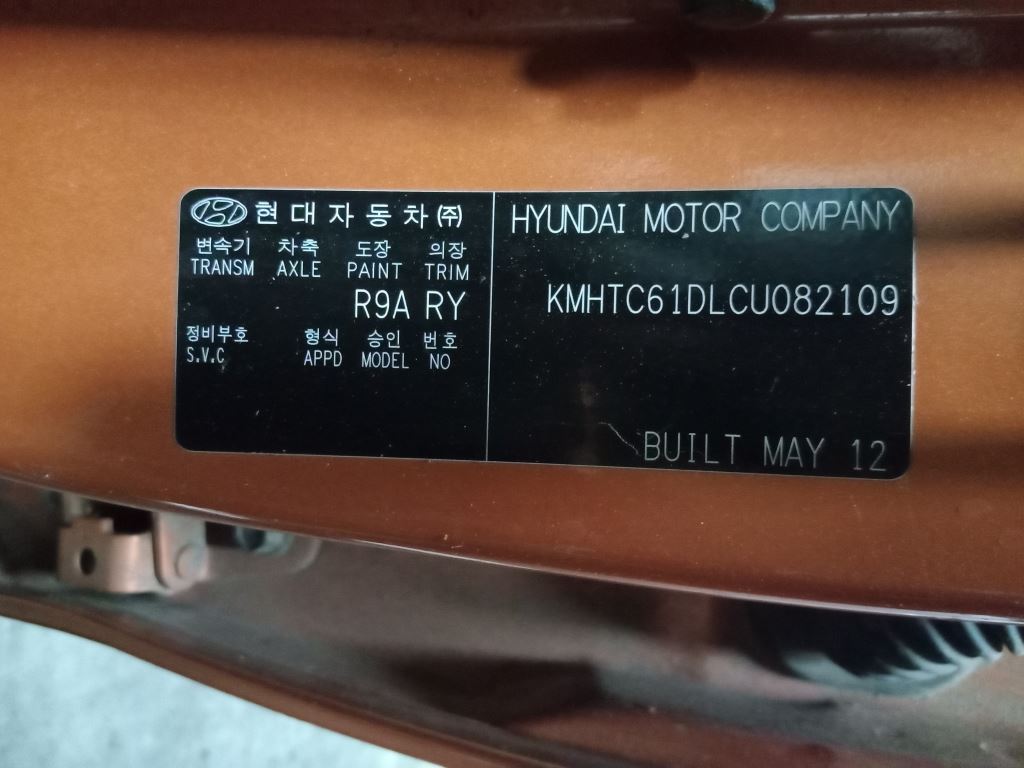 현대자동차㈜
변속기 차축 도장 의장
TRANSM AXLE PAINT TRIM
R9A RY
정비부호 형식 승인 번호
S.V.C APPD MODEL NO
HYUNDAI MOTOR COMPANY
KMHTC61DLCU082109
BUILT MAY 12